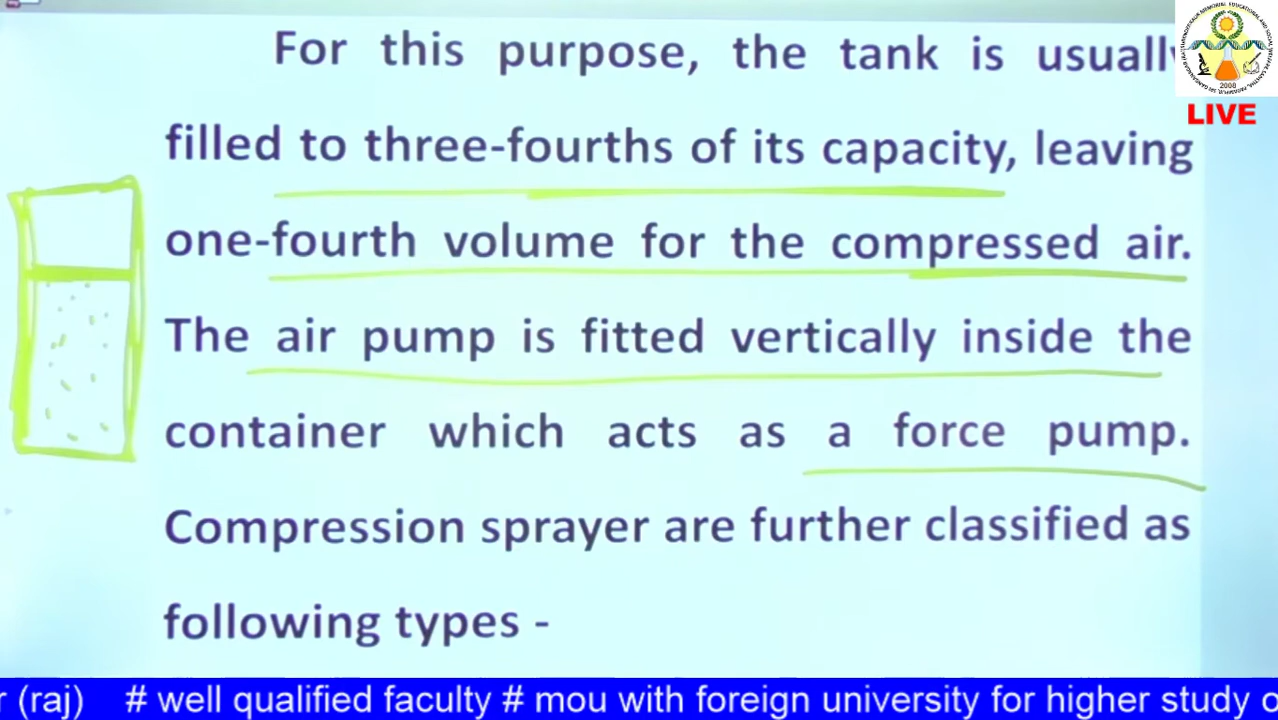 For this purpose, the tank is usually
LIVE
filled to three-fourths of its capacity, leaving
one-fourth volume for the compressed air.
The air pump is fitted vertically inside the
container which acts as a force pump.
Compression sprayer are further classified as
following types -
2008
r (raj) # well qualified faculty # mou with foreign university for higher study o